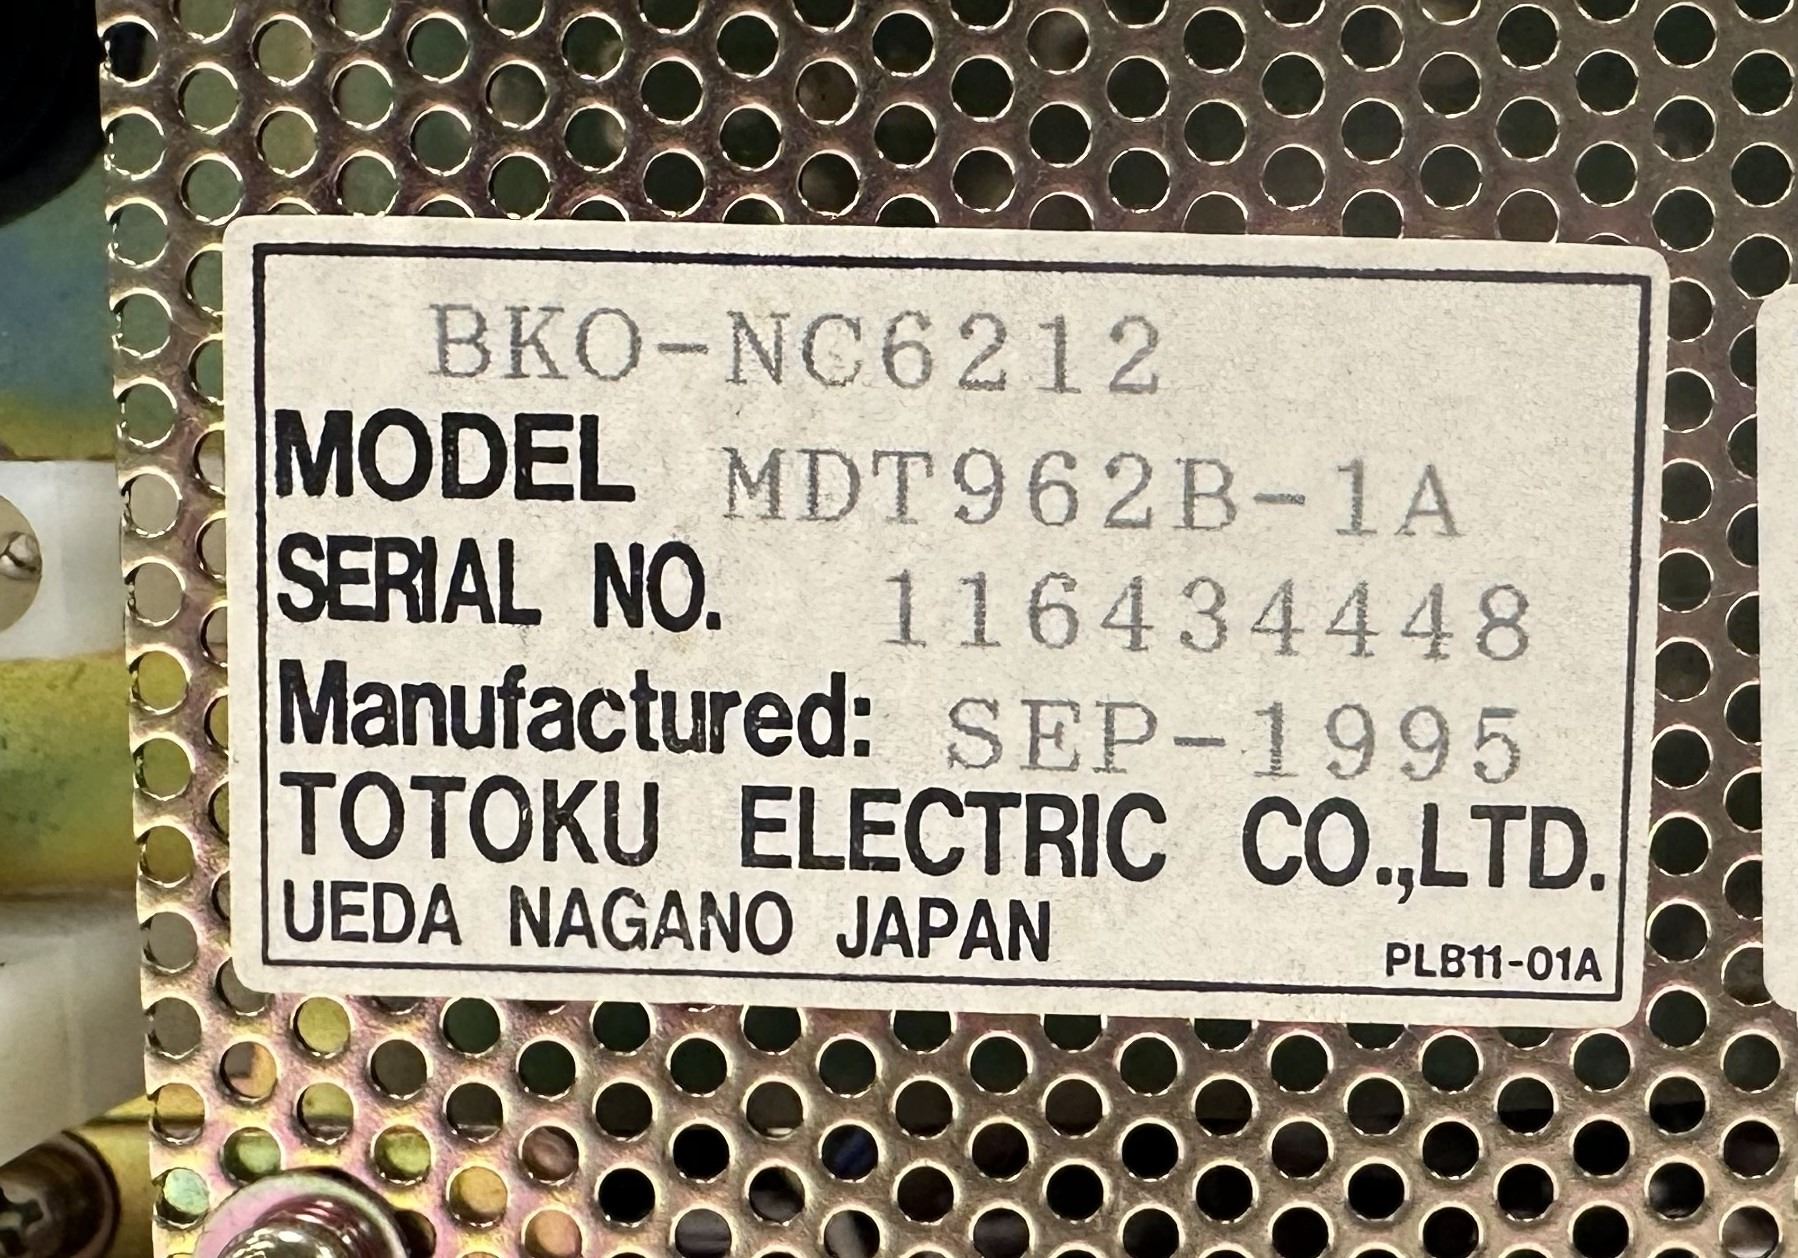 BKO-NC6212
MODEL MDT962B-1A
SERIAL NO. 116434448
Manufactured: SEP-1995
TOTOKU ELECTRIC CO.,LTD.
UEDA NAGANO JAPAN PLB11-01A